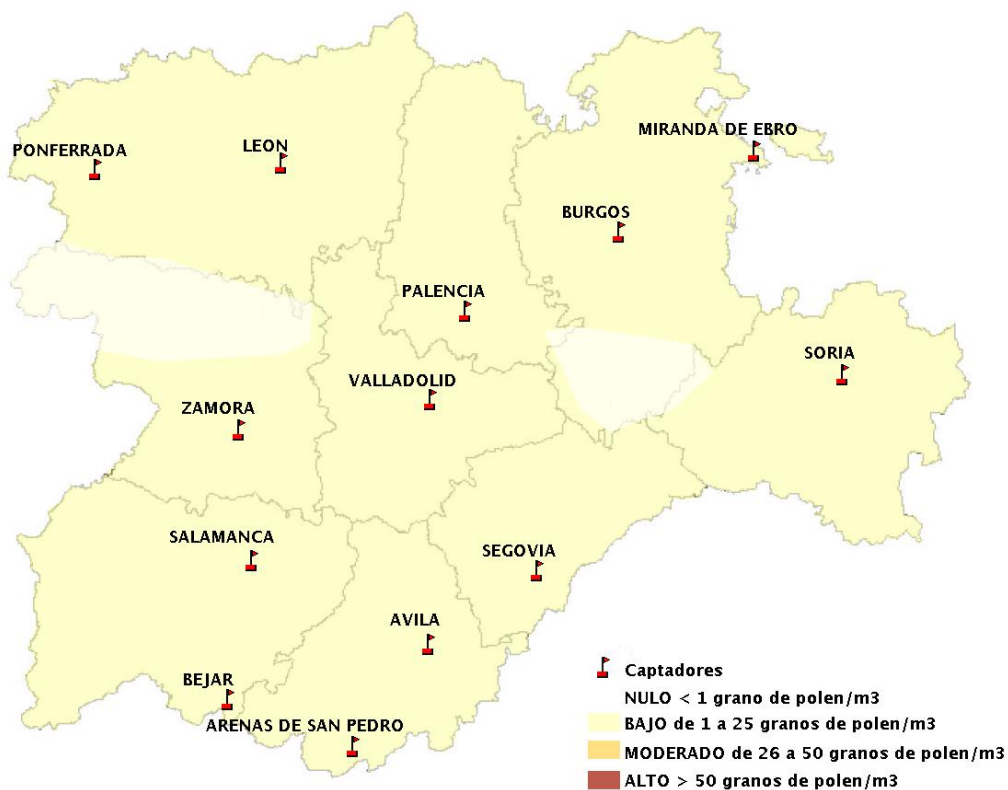 MIRANDA DE EBRO
PONFERRADA
LEON
BURGOS
PALENCIA
SORIA
VALLADOLID
ZAMORA
SALAMANCA
SEGOVIA
AVILA
BEJAR
ARENAS DE SAN PEDRO
Captadores
NULO < 1 grano de polen/m3
BAJO de 1 a 25 granos de polen/m3
MODERADO de 26 a 50 granos de polen/m3
ALTO > 50 granos de polen/m3